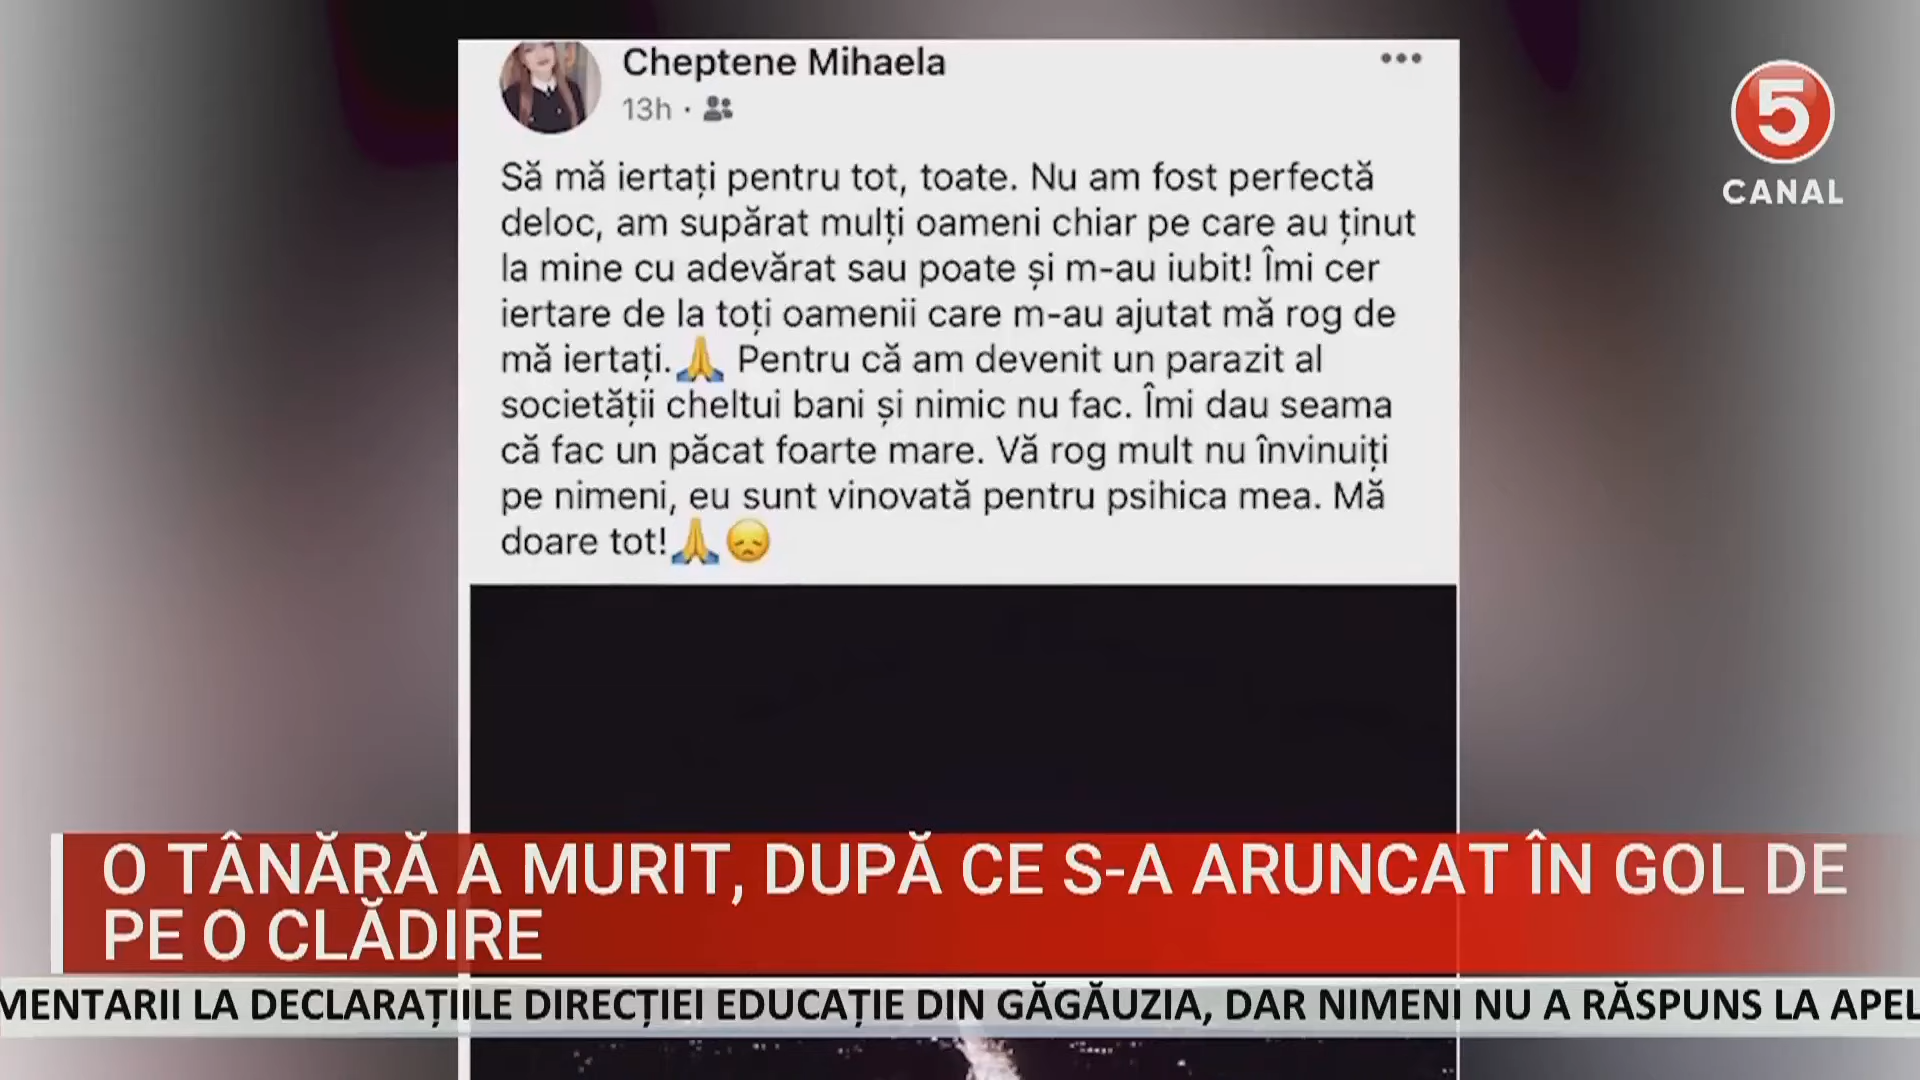 Cheptene Mihaela
13h
Să mă iertați pentru tot, toate. Nu am fost perfectă
deloc, am supărat mulți oameni chiar pe care au ținut
la mine cu adevărat sau poate și m-au iubit! Îmi cer
iertare de la toți oamenii care m-au ajutat mă rog de
mă iertați.🙏 Pentru că am devenit un parazit al
societății cheltui bani și nimic nu fac. Îmi dau seama
că fac un păcat foarte mare. Vă rog mult nu învinuiți
pe nimeni, eu sunt vinovată pentru psihica mea. Mă
doare tot!🙏😞
5
CANAL
O TÂNĂRĂ A MURIT, DUPĂ CE S-A ARUNCAT ÎN GOL DE
PE O CLĂDIRE
MENTARII LA DECLARAȚIILE DIRECȚIEI EDUCAȚIE DIN GĂGĂUZIA, DAR NIMENI NU A RĂSPUNS LA APEL